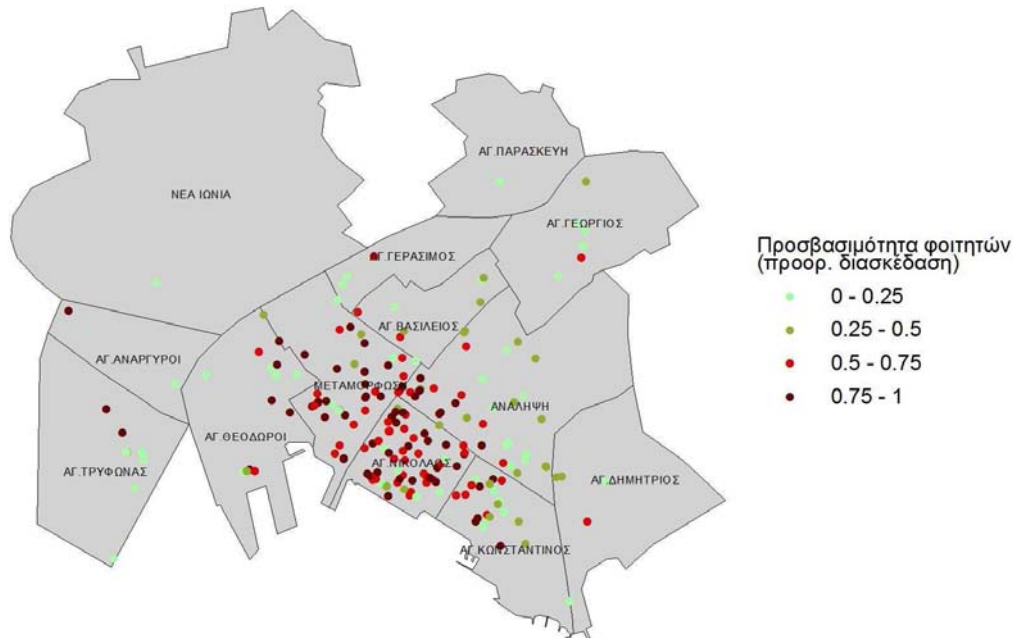 ΑΓ.ΠΑΡΑΣΚΕΥΗ
ΝΕΑ ΙΩΝΙΑ
ΑΓ.ΓΕΩΡΓΙΟΣ
ΑΓ.ΓΕΡΑΣΙΜΟΣ
ΑΓ.ΒΑΣΙΛΕΙΟΣ
ΑΓ.ΑΝΑΡΓΥΡΟΙ
ΜΕΤΑΜΟΡΦΩΣΗ
ΑΝΑΛΗΨΗ
ΑΓ.ΘΕΟΔΩΡΟΙ
ΑΓ.ΤΡΥΦΩΝΑΣ
ΑΓ.ΝΙΚΟΛΑΟΣ
ΑΓ.ΔΗΜΗΤΡΙΟΣ
ΑΓ.ΚΩΝΣΤΑΝΤΙΝΟΣ
Προσβασιμότητα φοιτητών
(προορ. διασκέδαση)
0 - 0.25
0.25 - 0.5
0.5 - 0.75
0.75 - 1